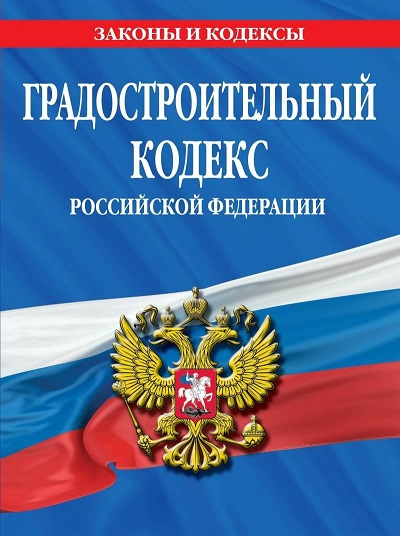 ЗАКОНЫ И КОДЕКСЫ
ГРАДОСТРОИТЕЛЬНЫЙ
КОДЕКС
РОССИЙСКОЙ ФЕДЕРАЦИИ